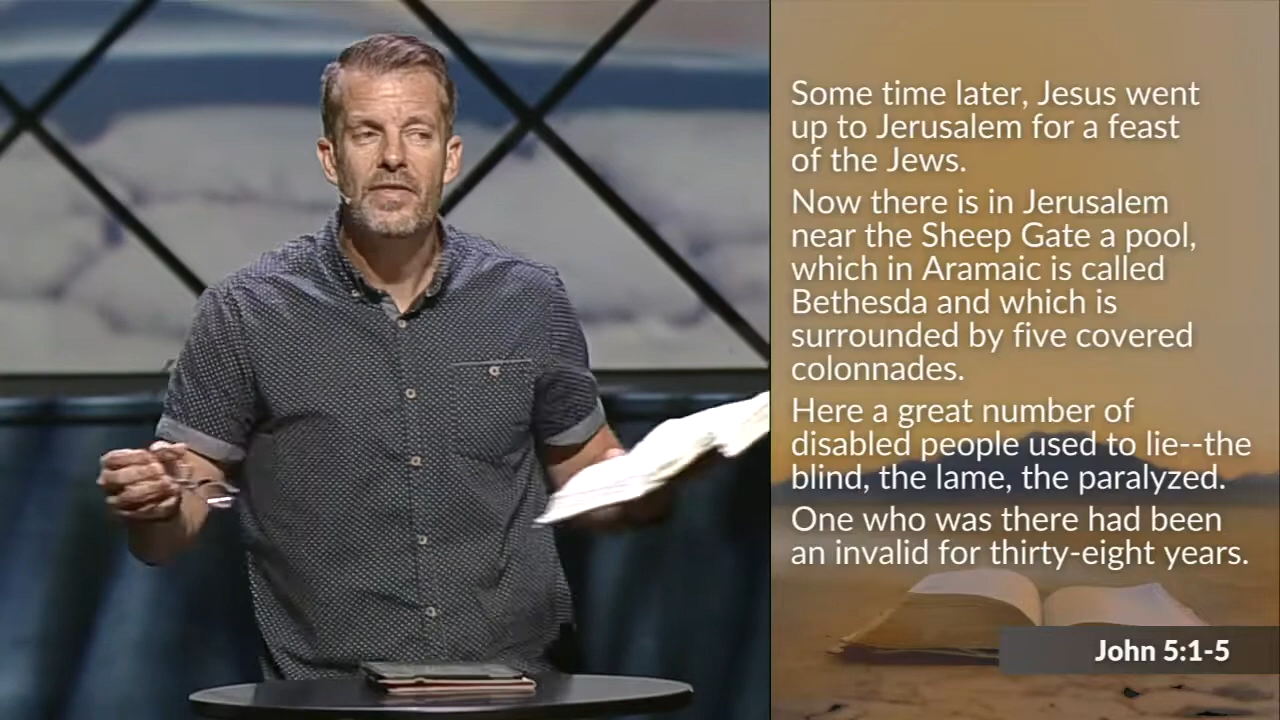 Some time later, Jesus went
up to Jerusalem for a feast
of the Jews.
Now there is in Jerusalem
near the Sheep Gate a pool,
which in Aramaic is called
Bethesda and which is
surrounded by five covered
colonnades.
Here a great number of
disabled people used to lie--the
blind, the lame, the paralyzed.
One who was there had been
an invalid for thirty-eight years.
John 5:1-5